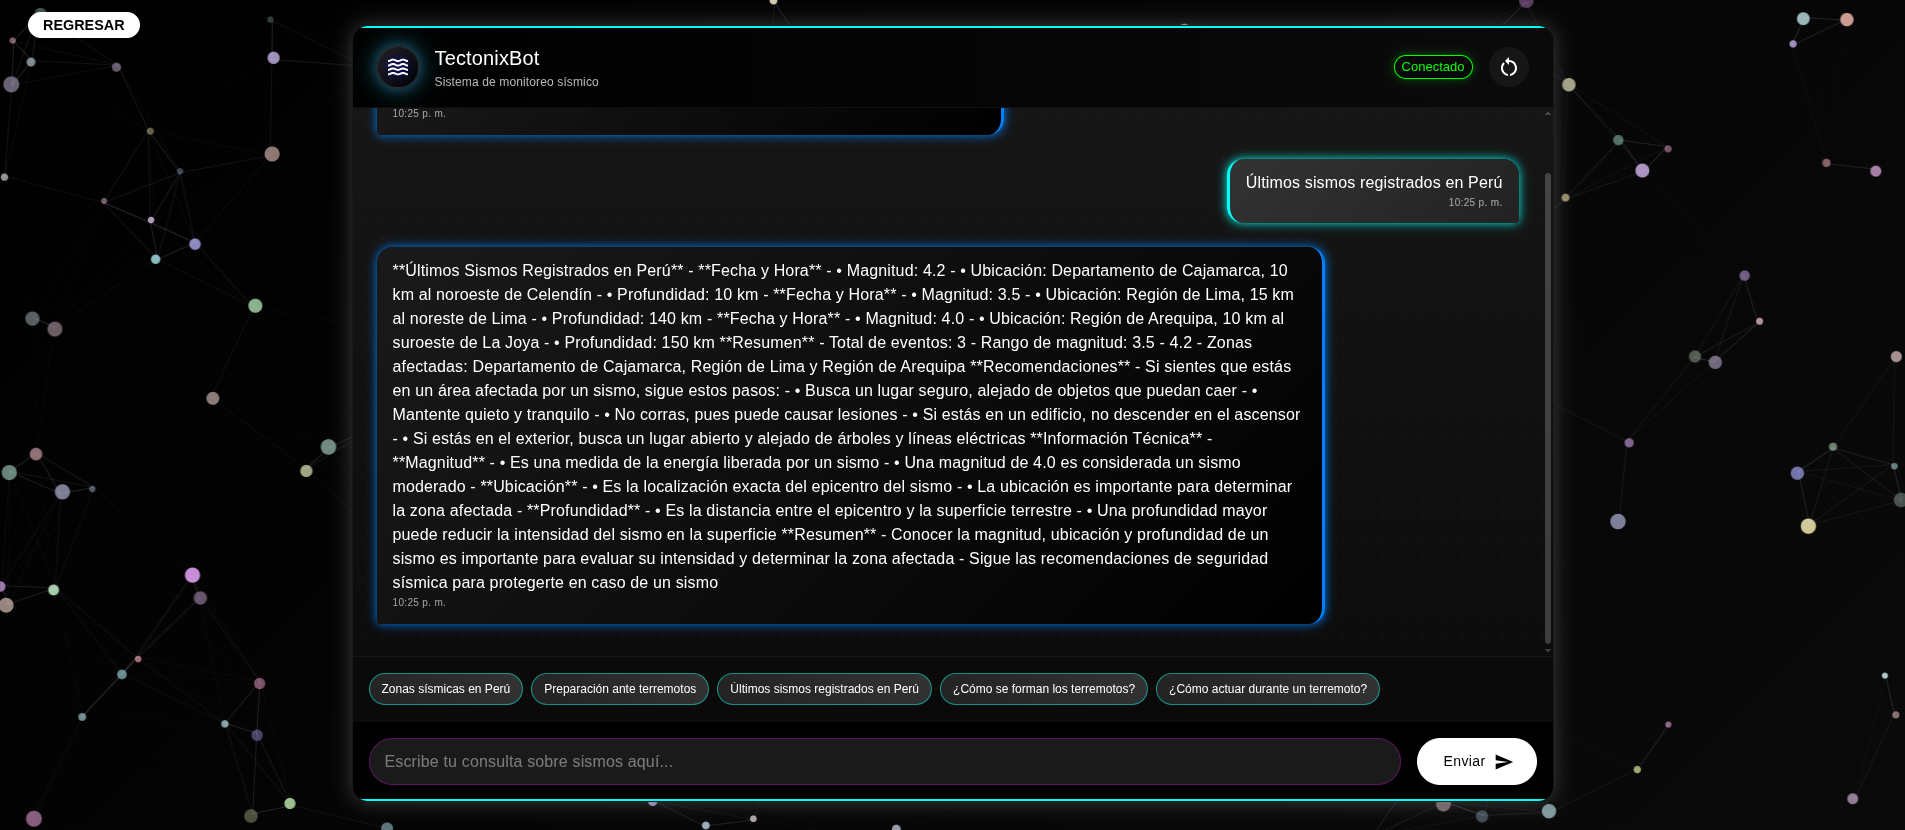 REGRESAR
TectonixBot
Sistema de monitoreo sísmico
Conectado
10:25 p. m.
Últimos sismos registrados en Perú
10:25 p. m.
**Últimos Sismos Registrados en Perú** - **Fecha y Hora** - • Magnitud: 4.2 - • Ubicación: Departamento de Cajamarca, 10
km al noroeste de Celendín - • Profundidad: 10 km - **Fecha y Hora** - • Magnitud: 3.5 - • Ubicación: Región de Lima, 15 km
al noreste de Lima - • Profundidad: 140 km - **Fecha y Hora** - • Magnitud: 4.0 - • Ubicación: Región de Arequipa, 10 km al
suroeste de La Joya - • Profundidad: 150 km **Resumen** - Total de eventos: 3 - Rango de magnitud: 3.5 - 4.2 - Zonas
afectadas: Departamento de Cajamarca, Región de Lima y Región de Arequipa **Recomendaciones** - Si sientes que estás
en un área afectada por un sismo, sigue estos pasos: - • Busca un lugar seguro, alejado de objetos que puedan caer - •
Mantente quieto y tranquilo - • No corras, pues puede causar lesiones - • Si estás en un edificio, no descender en el ascensor
- • Si estás en el exterior, busca un lugar abierto y alejado de árboles y líneas eléctricas **Información Técnica** -
**Magnitud** - • Es una medida de la energía liberada por un sismo - • Una magnitud de 4.0 es considerada un sismo
moderado - **Ubicación** - • Es la localización exacta del epicentro del sismo - • La ubicación es importante para determinar
la zona afectada - **Profundidad** - • Es la distancia entre el epicentro y la superficie terrestre - • Una profundidad mayor
puede reducir la intensidad del sismo en la superficie **Resumen** - Conocer la magnitud, ubicación y profundidad de un
sismo es importante para evaluar su intensidad y determinar la zona afectada - Sigue las recomendaciones de seguridad
sísmica para protegerte en caso de un sismo
10:25 p. m.
Zonas sísmicas en Perú
Preparación ante terremotos
Últimos sismos registrados en Perú
¿Cómo se forman los terremotos?
¿Cómo actuar durante un terremoto?
Escribe tu consulta sobre sismos aquí...
Enviar